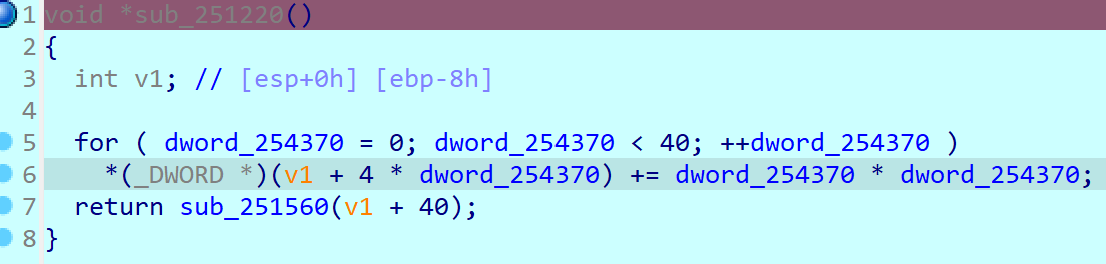 1 void *sub_251220()
2 {
3   int v1; // [esp+0h] [ebp-8h]
4
5   for ( dword_254370 = 0; dword_254370 < 40; ++dword_254370 )
6     *(_DWORD *)(v1 + 4 * dword_254370) += dword_254370 * dword_254370;
7   return sub_251560(v1 + 40);
8 }